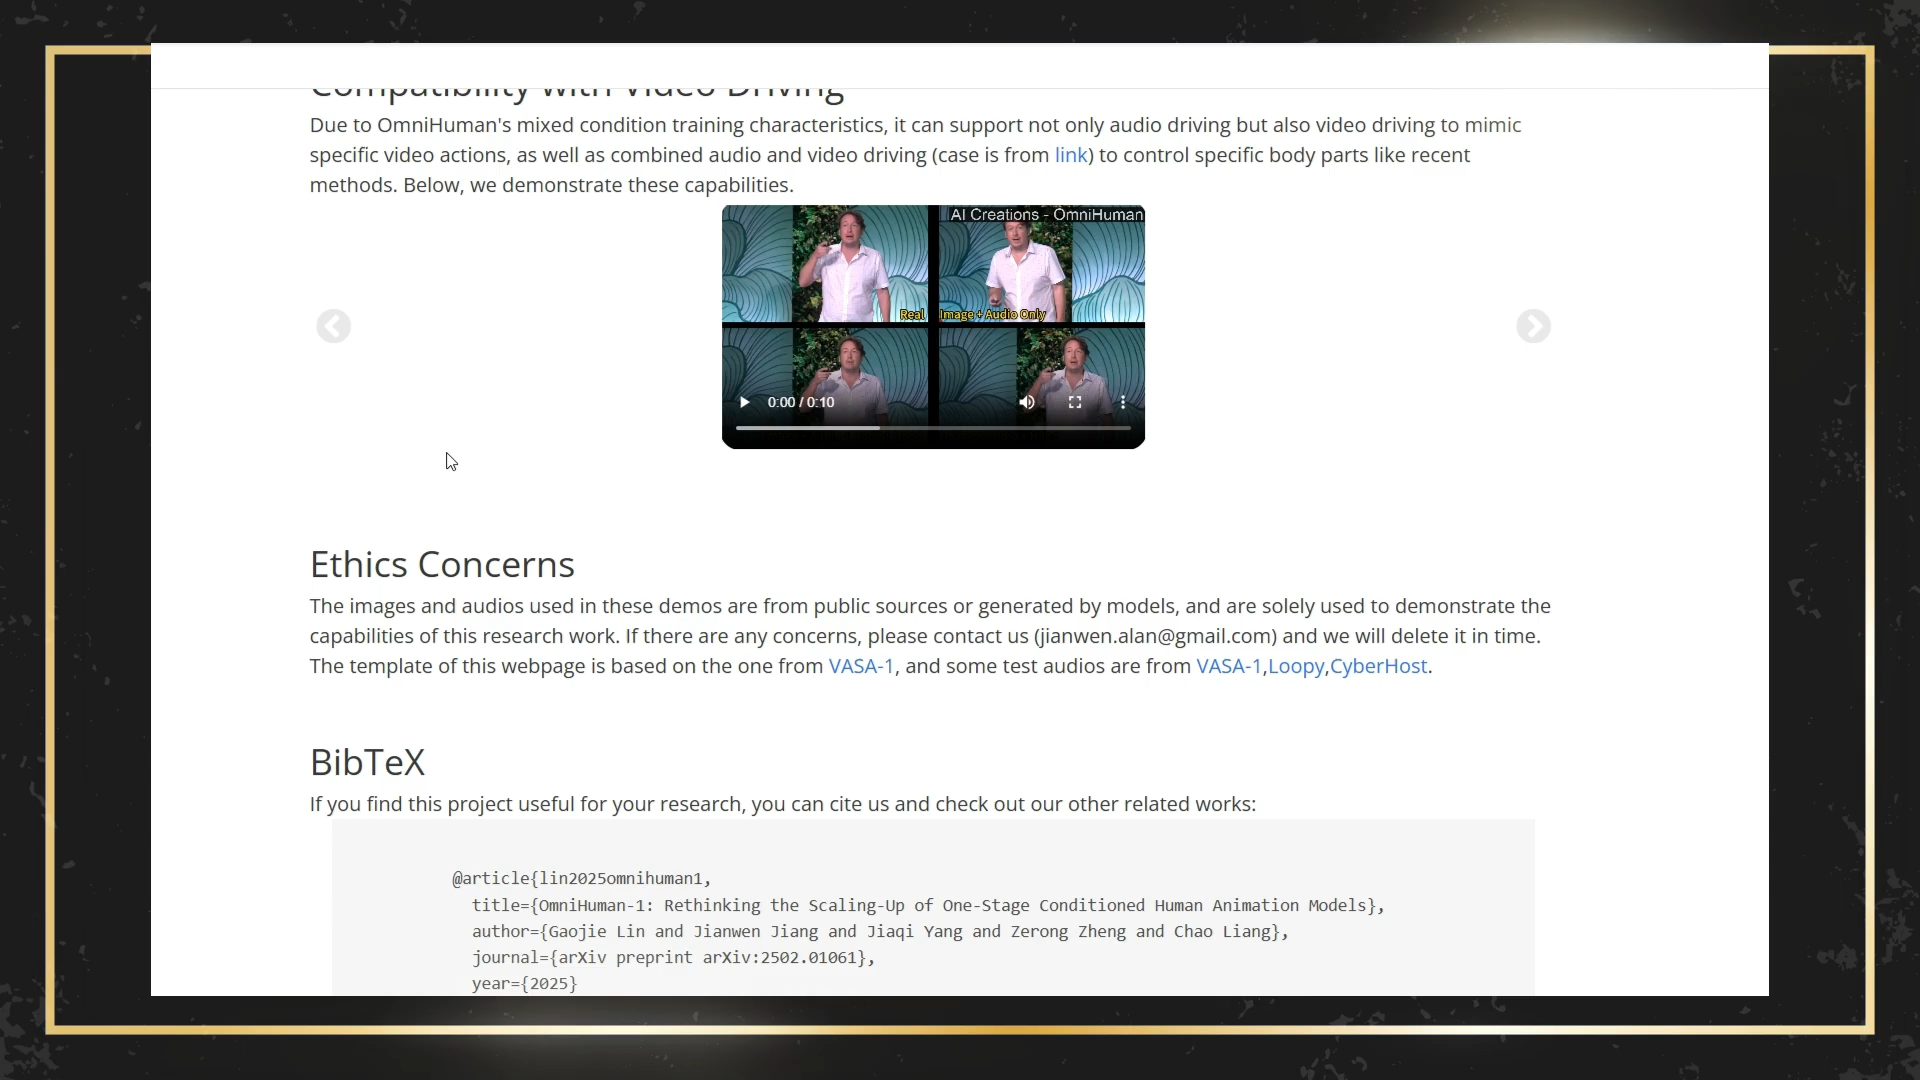 Compatibility with Video Driving
Due to OmniHuman's mixed condition training characteristics, it can support not only audio driving but also video driving to mimic
specific video actions, as well as combined audio and video driving (case is from link) to control specific body parts like recent
methods. Below, we demonstrate these capabilities.
AI Creations - OmniHuman
Real
Image + Audio Only
0:00 / 0:10
Ethics Concerns
The images and audios used in these demos are from public sources or generated by models, and are solely used to demonstrate the
capabilities of this research work. If there are any concerns, please contact us (jianwen.alan@gmail.com) and we will delete it in time.
The template of this webpage is based on the one from VASA-1, and some test audios are from VASA-1,Loopy,CyberHost.
BibTeX
If you find this project useful for your research, you can cite us and check out our other related works:
@article{lin2025omnihuman1,
title={OmniHuman-1: Rethinking the Scaling-Up of One-Stage Conditioned Human Animation Models},
author={Gaojie Lin and Jianwen Jiang and Jiaqi Yang and Zerong Zheng and Chao Liang},
journal={arXiv preprint arXiv:2502.01061},
year={2025}